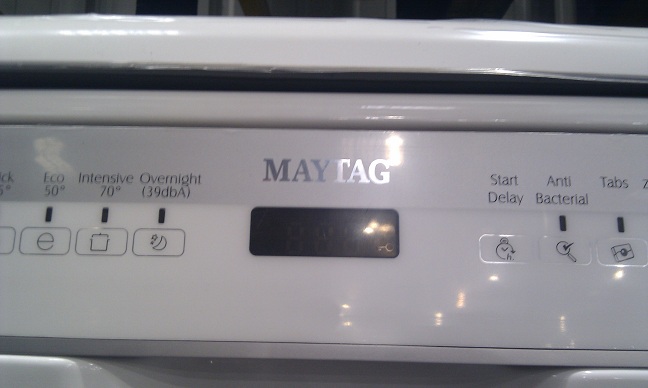 MAYTAG
Eco Intensive Overnight
50° 70° (39dbA)
Start Anti Tabs
Delay Bacterial